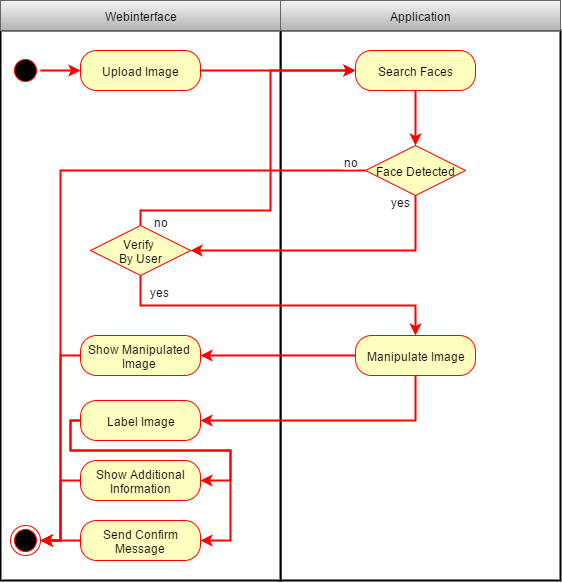 Webinterface
Application
Upload Image
Search Faces
no
Face Detected
yes
no
Verify
By User
yes
Show Manipulated
Image
Manipulate Image
Label Image
Show Additional
Information
Send Confirm
Message